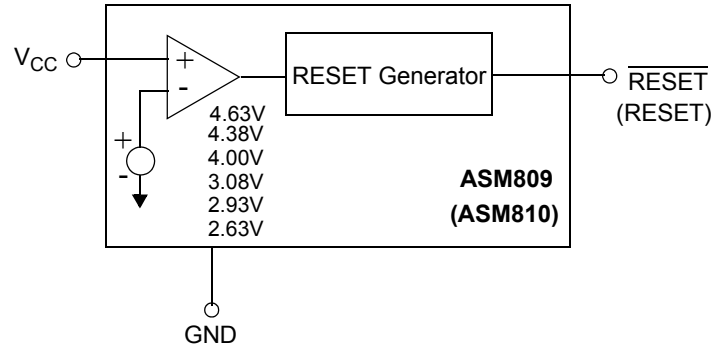 V_CC
+
-
RESET Generator
RESET
(RESET)
+
-
4.63V
4.38V
4.00V
3.08V
2.93V
2.63V
ASM809
(ASM810)
GND